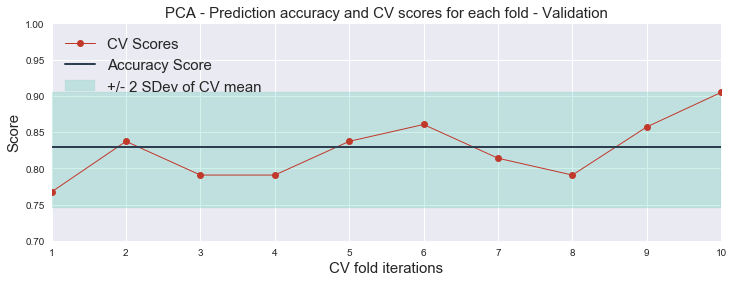 PCA - Prediction accuracy and CV scores for each fold - Validation
1.00
0.95
0.90
0.85
0.80
0.75
0.70
Score
CV Scores
Accuracy Score
+/- 2 SDev of CV mean
1 2 3 4 5 6 7 8 9 10
CV fold iterations